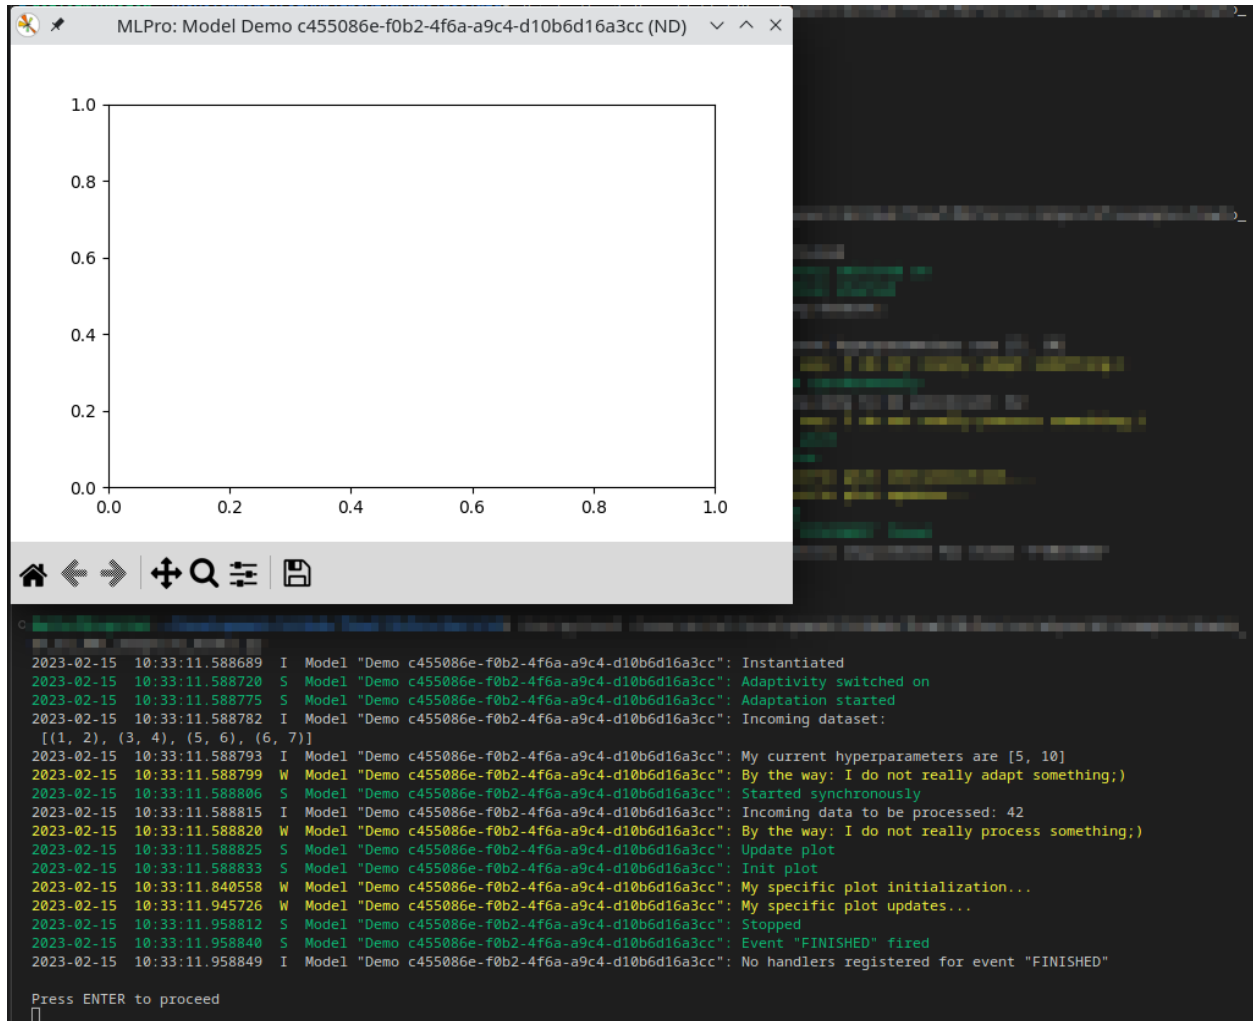 MLPro: Model Demo c455086e-f0b2-4f6a-a9c4-d10b6d16a3cc (ND)
1.0
0.8
0.6
0.4
0.2
0.0
0.0 0.2 0.4 0.6 0.8 1.0
2023-02-15 10:33:11.588689 I Model "Demo c455086e-f0b2-4f6a-a9c4-d10b6d16a3cc": Instantiated
2023-02-15 10:33:11.588720 S Model "Demo c455086e-f0b2-4f6a-a9c4-d10b6d16a3cc": Adaptivity switched on
2023-02-15 10:33:11.588775 S Model "Demo c455086e-f0b2-4f6a-a9c4-d10b6d16a3cc": Adaptation started
2023-02-15 10:33:11.588782 I Model "Demo c455086e-f0b2-4f6a-a9c4-d10b6d16a3cc": Incoming dataset:
[(1, 2), (3, 4), (5, 6), (6, 7)]
2023-02-15 10:33:11.588793 I Model "Demo c455086e-f0b2-4f6a-a9c4-d10b6d16a3cc": My current hyperparameters are [5, 10]
2023-02-15 10:33:11.588799 W Model "Demo c455086e-f0b2-4f6a-a9c4-d10b6d16a3cc": By the way: I do not really adapt something;)
2023-02-15 10:33:11.588806 S Model "Demo c455086e-f0b2-4f6a-a9c4-d10b6d16a3cc": Started synchronously
2023-02-15 10:33:11.588815 I Model "Demo c455086e-f0b2-4f6a-a9c4-d10b6d16a3cc": Incoming data to be processed: 42
2023-02-15 10:33:11.588820 W Model "Demo c455086e-f0b2-4f6a-a9c4-d10b6d16a3cc": By the way: I do not really process something;)
2023-02-15 10:33:11.588825 S Model "Demo c455086e-f0b2-4f6a-a9c4-d10b6d16a3cc": Update plot
2023-02-15 10:33:11.588833 S Model "Demo c455086e-f0b2-4f6a-a9c4-d10b6d16a3cc": Init plot
2023-02-15 10:33:11.840558 W Model "Demo c455086e-f0b2-4f6a-a9c4-d10b6d16a3cc": My specific plot initialization...
2023-02-15 10:33:11.945726 W Model "Demo c455086e-f0b2-4f6a-a9c4-d10b6d16a3cc": My specific plot updates...
2023-02-15 10:33:11.958812 S Model "Demo c455086e-f0b2-4f6a-a9c4-d10b6d16a3cc": Stopped
2023-02-15 10:33:11.958840 S Model "Demo c455086e-f0b2-4f6a-a9c4-d10b6d16a3cc": Event "FINISHED" fired
2023-02-15 10:33:11.958849 I Model "Demo c455086e-f0b2-4f6a-a9c4-d10b6d16a3cc": No handlers registered for event "FINISHED"
Press ENTER to proceed